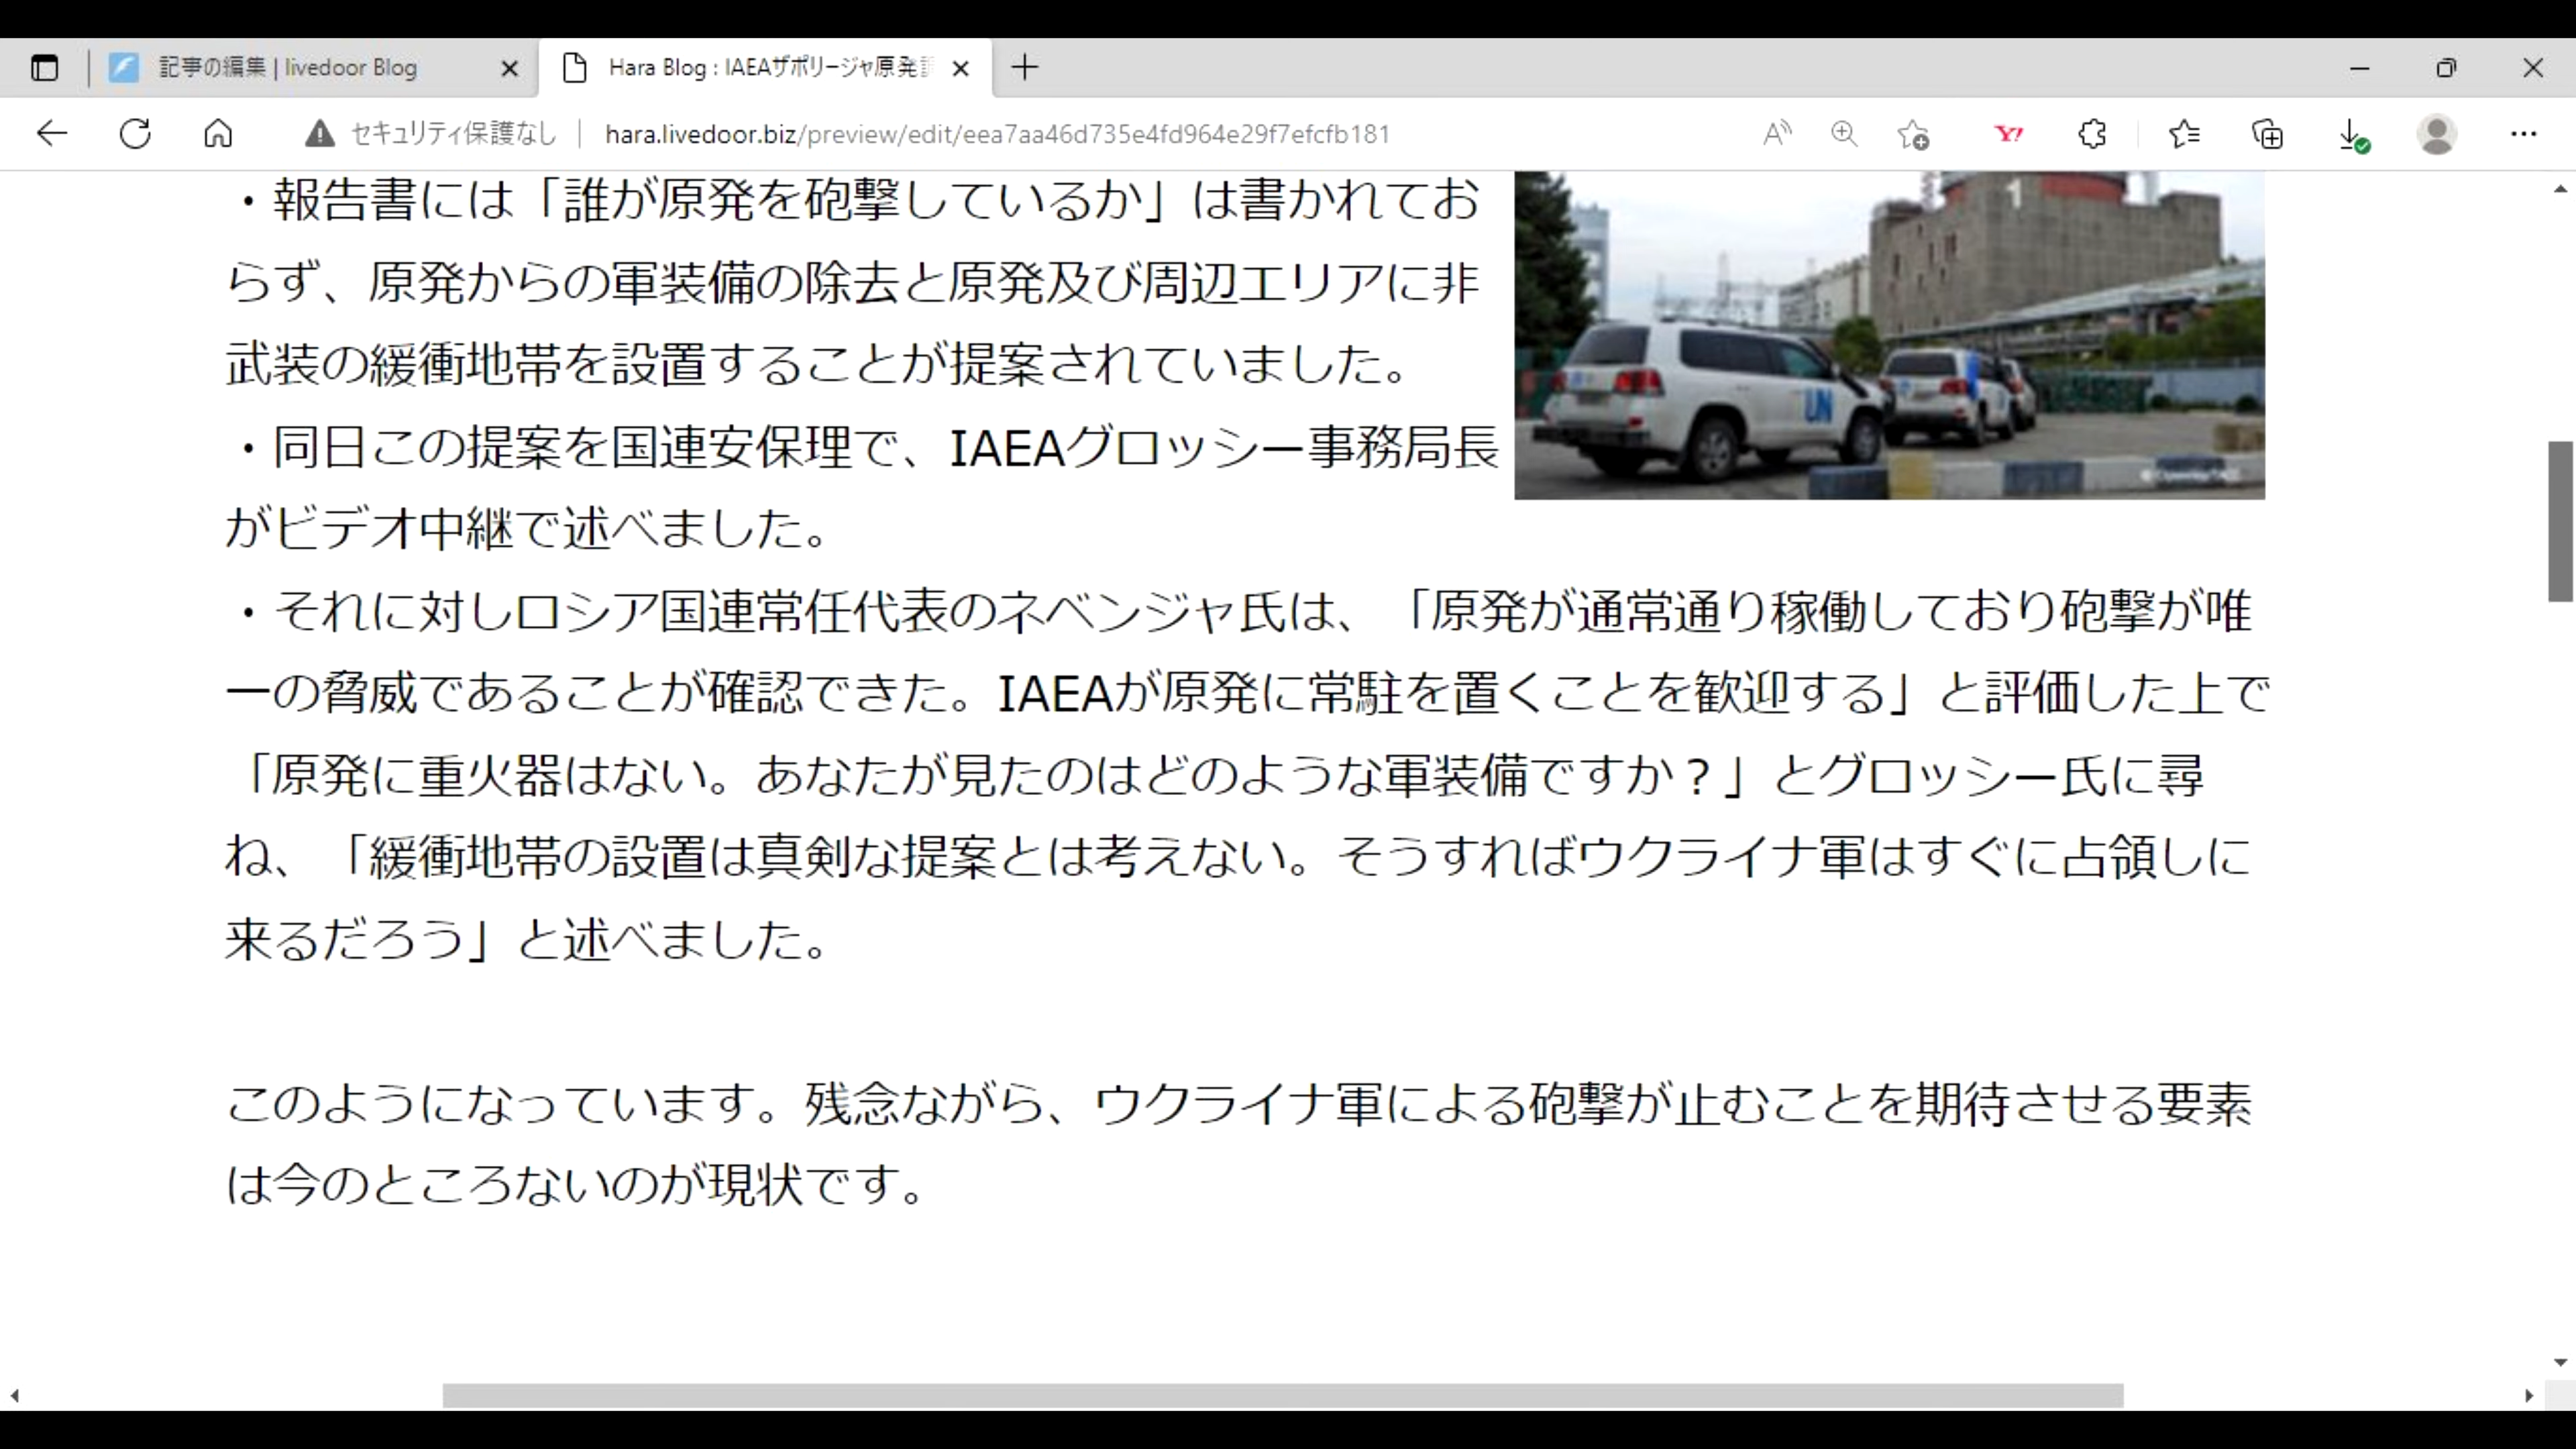 記事の編集 | livedoor Blog
Hara Blog : IAEAザポリージャ原発
セキュリティ保護なし
hara.livedoor.biz/preview/edit/eea7aa46d735e4fd964e29f7efcfb181
・報告書には「誰が原発を砲撃しているか」は書かれてお
らず、原発からの軍装備の除去と原発及び周辺エリアに非
武装の緩衝地帯を設置することが提案されていました。
・同日この提案を国連安保理で、IAEAグロッシー事務局長
がビデオ中継で述べました。
1
UN
・それに対しロシア国連常任代表のネベンジャ氏は、「原発が通常通り稼働しており砲撃が唯
一の脅威であることが確認できた。IAEAが原発に常駐を置くことを歓迎する」と評価した上で
「原発に重火器はない。あなたが見たのはどのような軍装備ですか？」とグロッシー氏に尋
ね、「緩衝地帯の設置は真剣な提案とは考えない。そうすればウクライナ軍はすぐに占領しに
来るだろう」と述べました。
このようになっています。残念ながら、ウクライナ軍による砲撃が止むことを期待させる要素
は今のところないのが現状です。